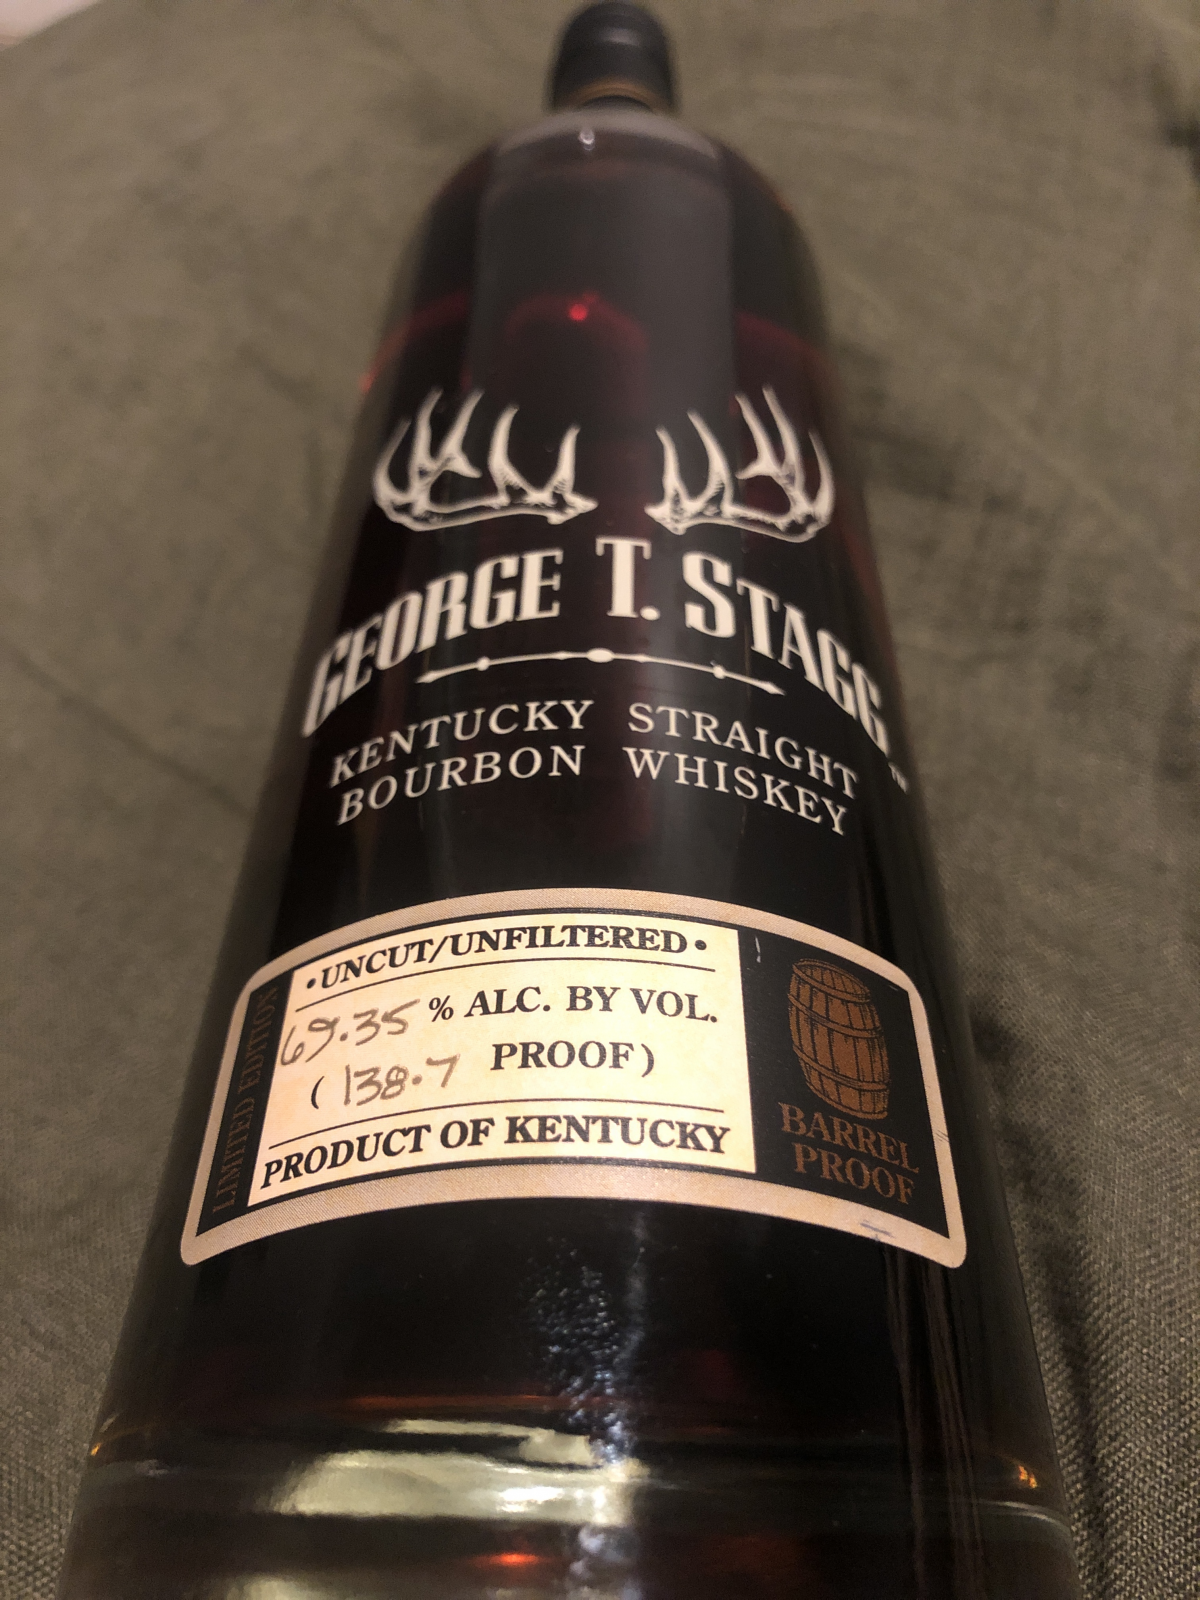 GEORGE T. STAGG™
KENTUCKY STRAIGHT
BOURBON WHISKEY
LIMITED EDITION
•UNCUT/UNFILTERED•
69.35 % ALC. BY VOL.
( 138.7 PROOF)
PRODUCT OF KENTUCKY
BARREL
PROOF